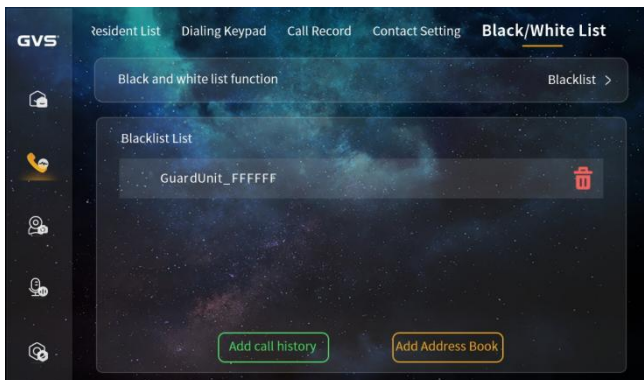 GVS
Resident List Dialing Keypad Call Record Contact Setting Black/White List
Black and white list function Blacklist >
Blacklist List
GuardUnit_FFFFFF
Add call history Add Address Book